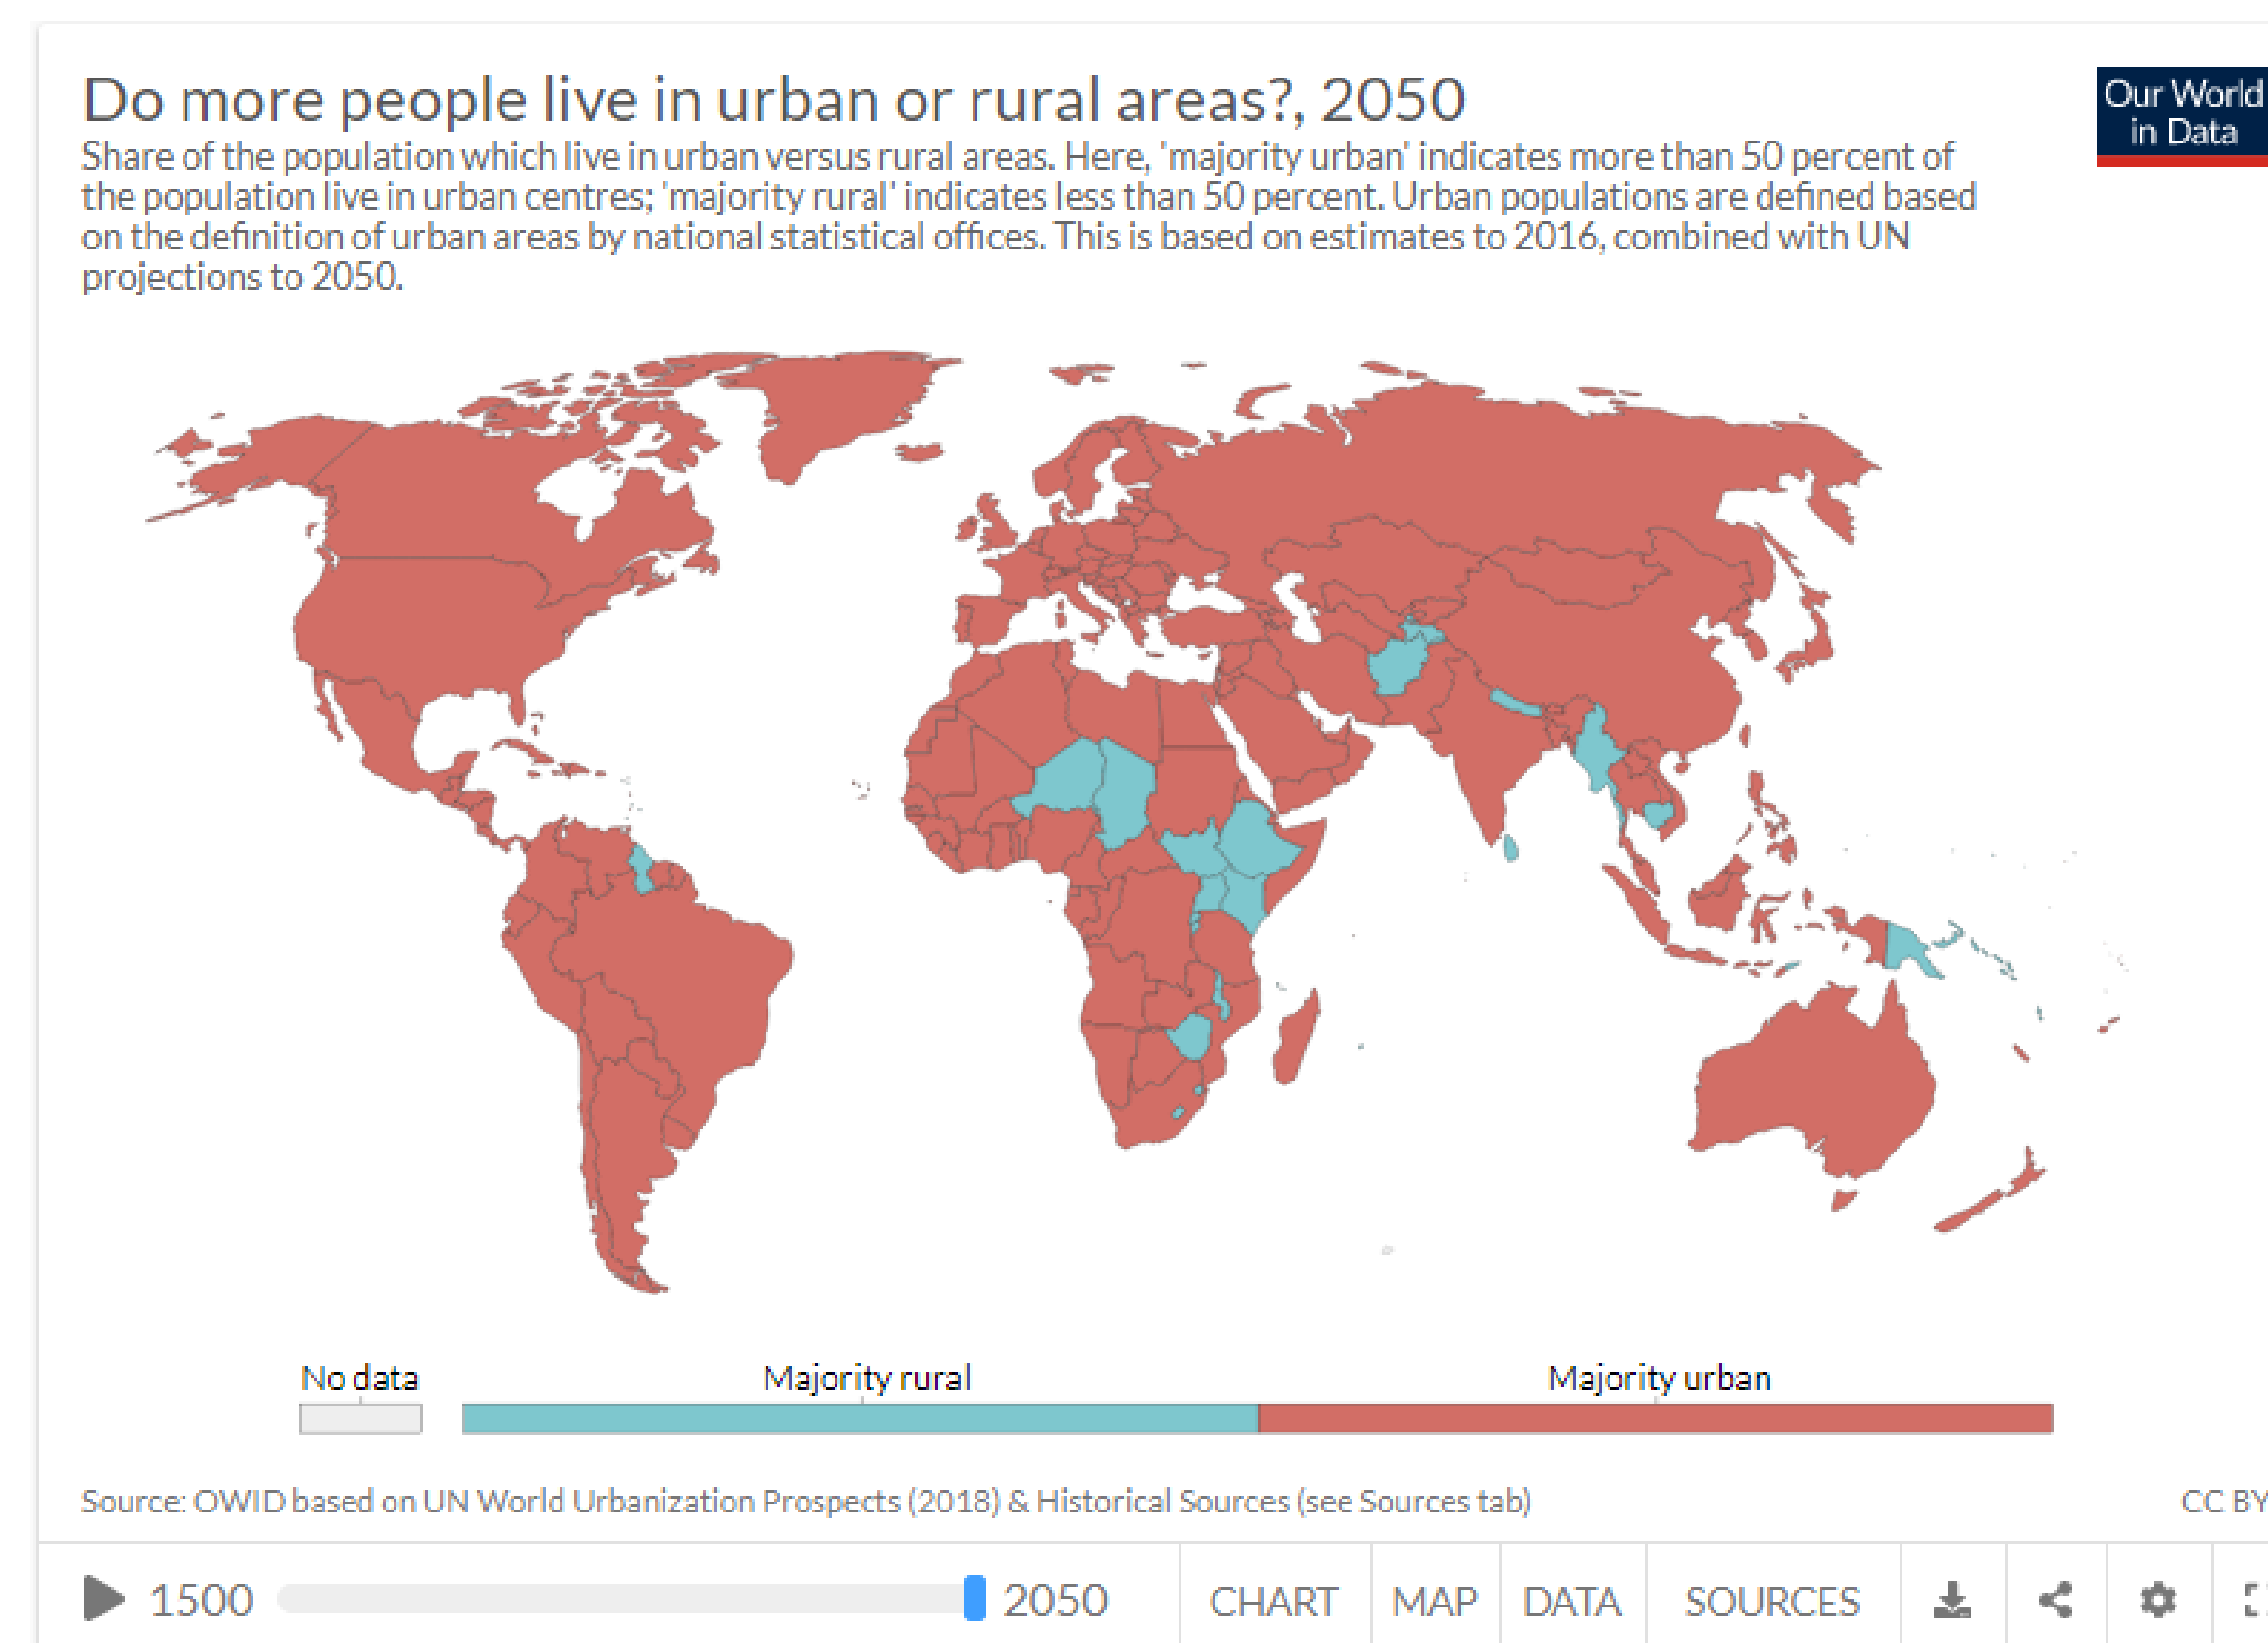 Do more people live in urban or rural areas?, 2050
Our World
in Data
Share of the population which live in urban versus rural areas. Here, 'majority urban' indicates more than 50 percent of
the population live in urban centres; 'majority rural' indicates less than 50 percent. Urban populations are defined based
on the definition of urban areas by national statistical offices. This is based on estimates to 2016, combined with UN
projections to 2050.
No data
Majority rural
Majority urban
Source: OWID based on UN World Urbanization Prospects (2018) & Historical Sources (see Sources tab)
CC BY
1500
2050
CHART
MAP
DATA
SOURCES